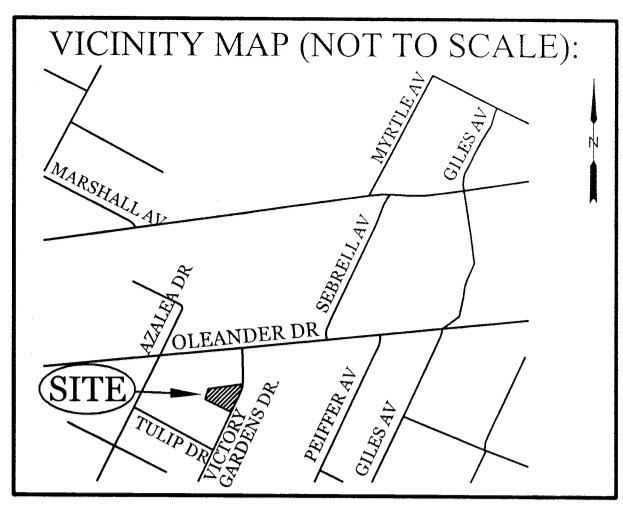 VICINITY MAP (NOT TO SCALE):
MYRTLE AV
GILES AV
N
MARSHALL AV
SEBRELL AV
AZALEA DR
OLEANDER DR
SITE
TULIP DR
VICTORY
GARDENS DR.
PEIFFER AV
GILES AV